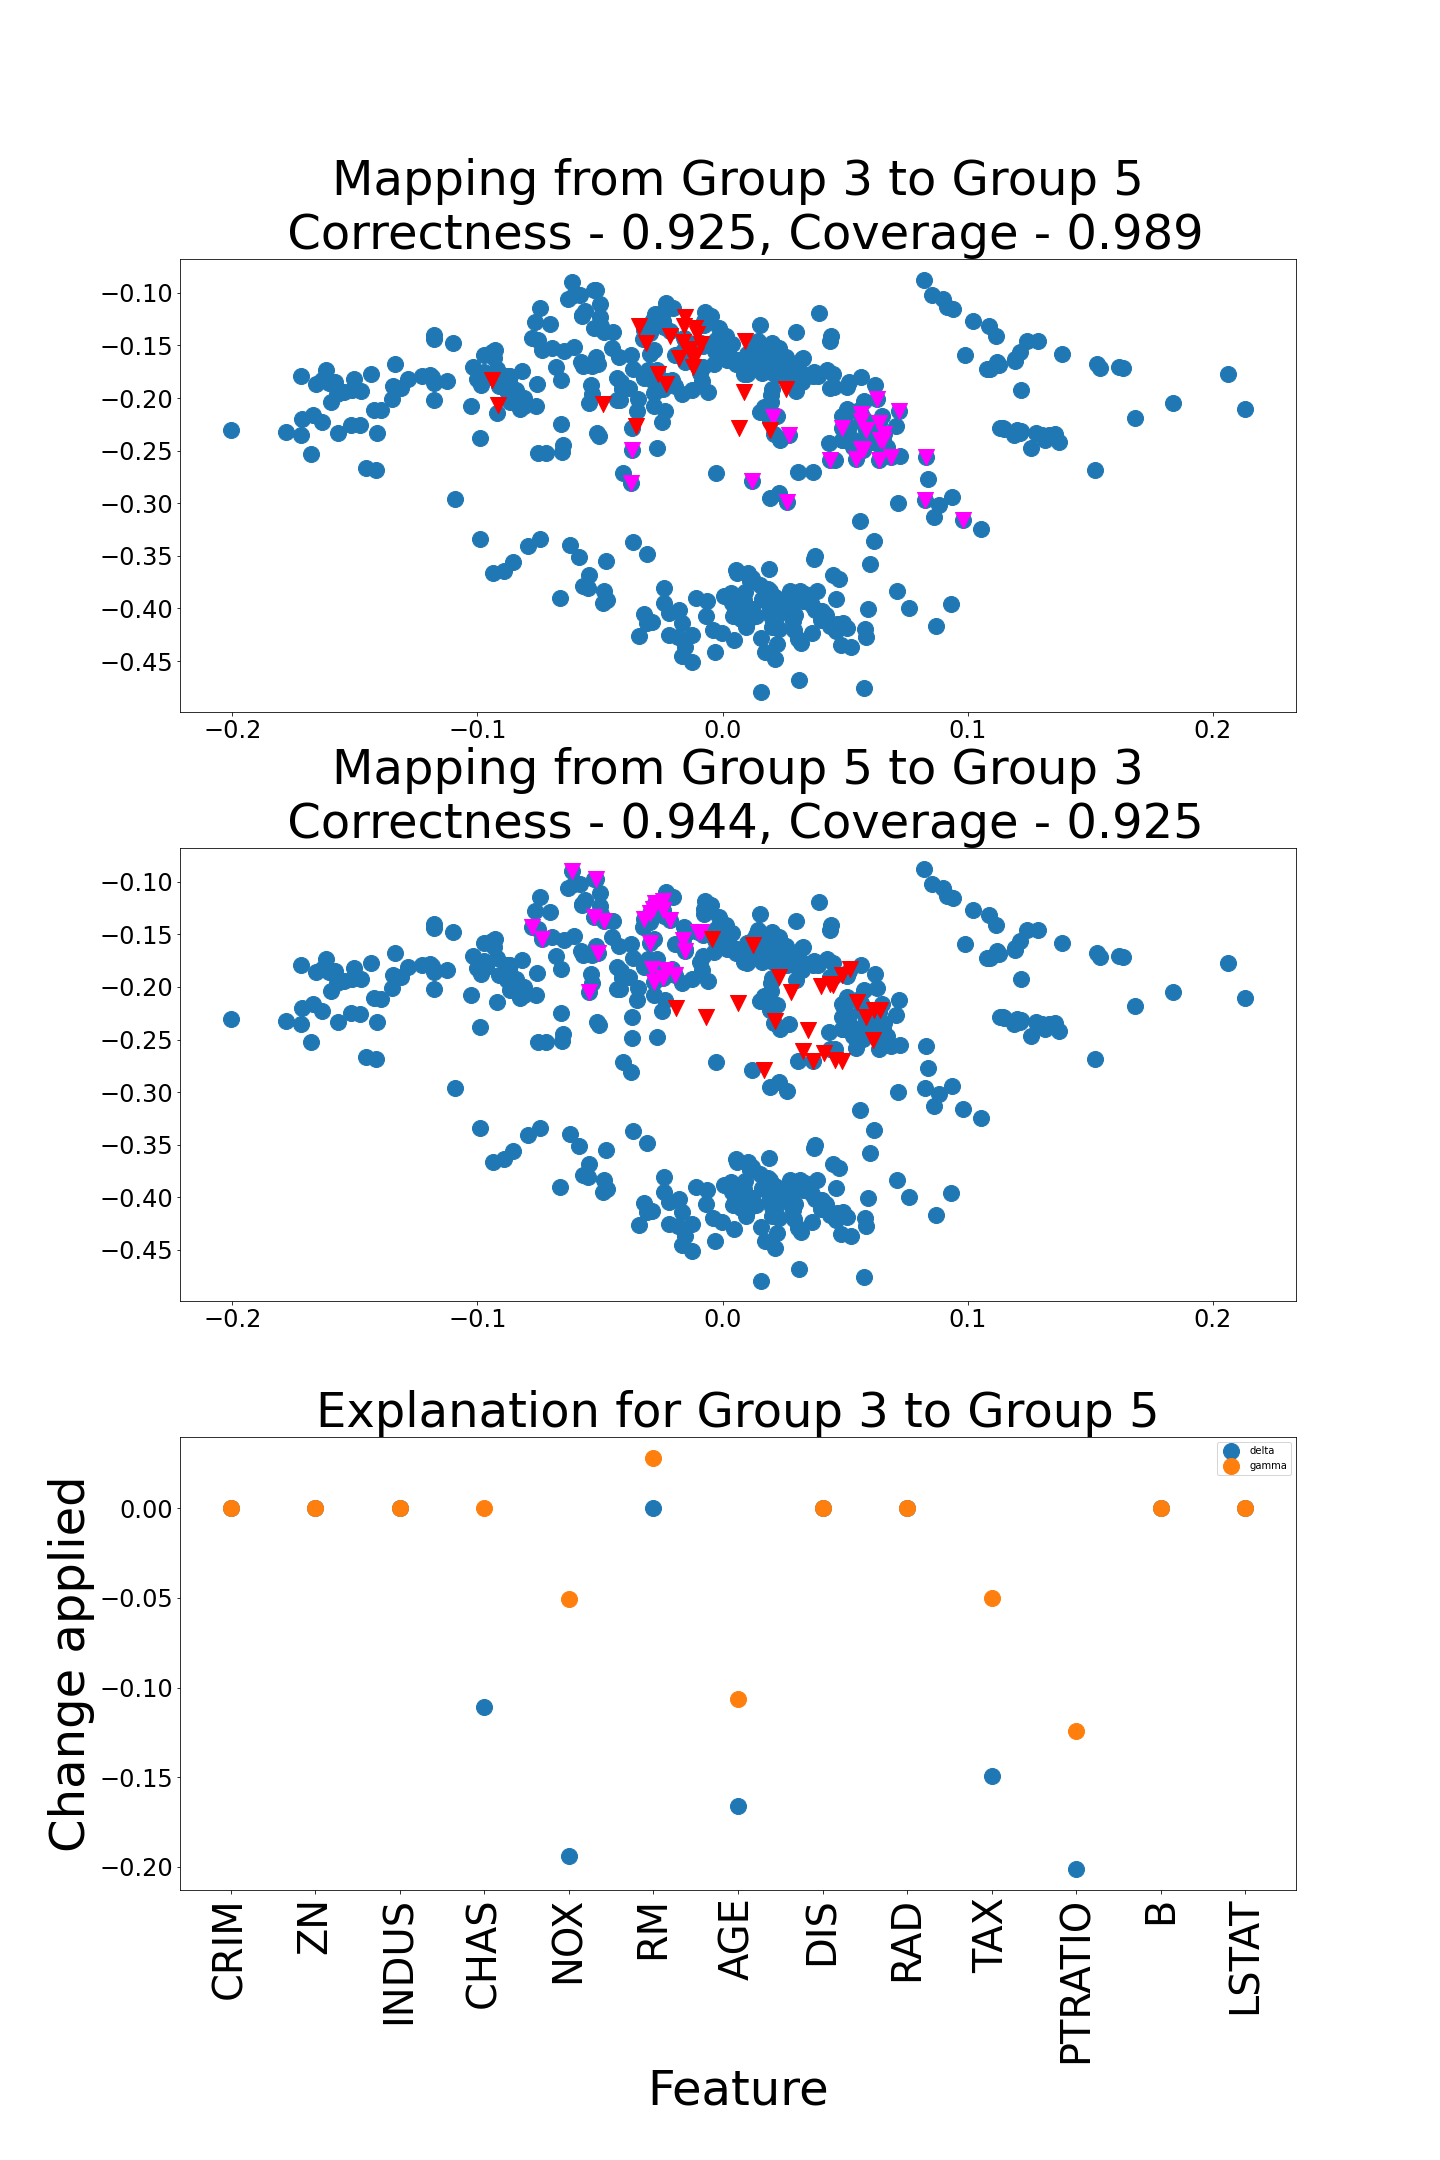 Mapping from Group 3 to Group 5
Correctness - 0.925, Coverage - 0.989
−0.10
−0.15
−0.20
−0.25
−0.30
−0.35
−0.40
−0.45
−0.2 −0.1 0.0 0.1 0.2
Mapping from Group 5 to Group 3
Correctness - 0.944, Coverage - 0.925
−0.10
−0.15
−0.20
−0.25
−0.30
−0.35
−0.40
−0.45
−0.2 −0.1 0.0 0.1 0.2
Explanation for Group 3 to Group 5
delta
gamma
Change applied
0.00
−0.05
−0.10
−0.15
−0.20
CRIM
ZN
INDUS
CHAS
NOX
RM
AGE
DIS
RAD
TAX
PTRATIO
B
LSTAT
Feature